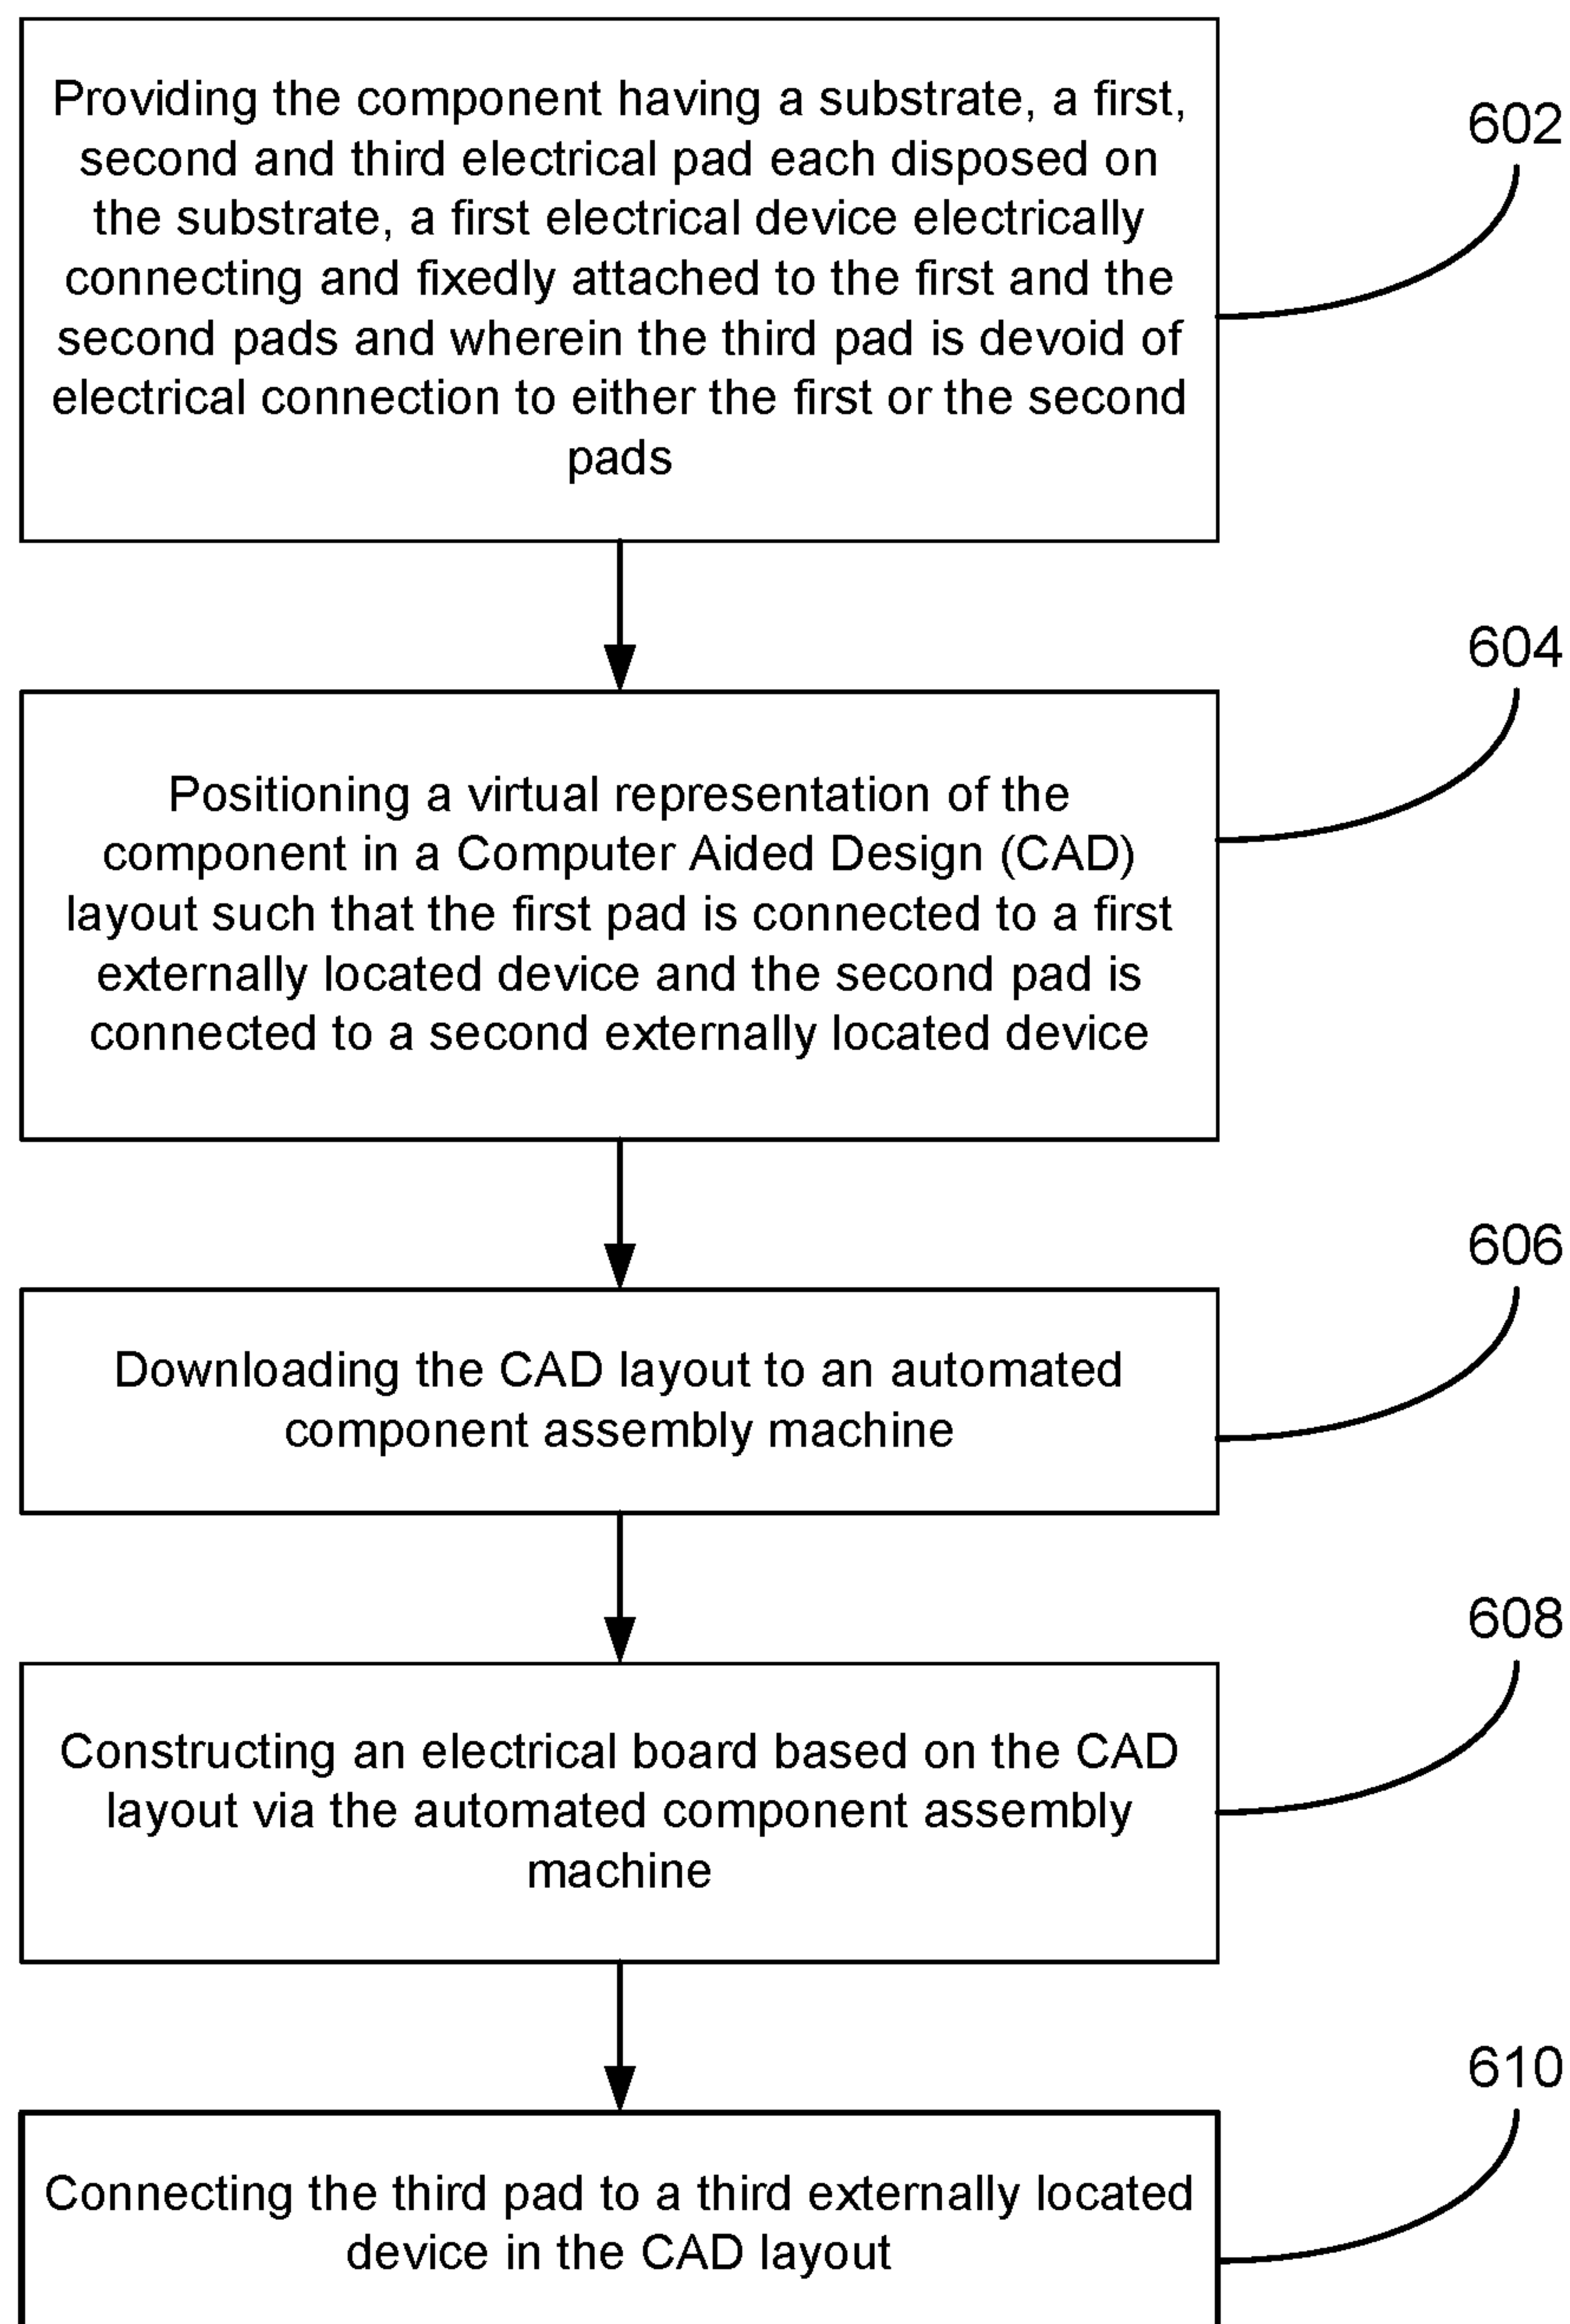 Providing the component having a substrate, a first,
second and third electrical pad each disposed on
the substrate, a first electrical device electrically
connecting and fixedly attached to the first and the
second pads and wherein the third pad is devoid of
electrical connection to either the first or the second
pads
602
Positioning a virtual representation of the
component in a Computer Aided Design (CAD)
layout such that the first pad is connected to a first
externally located device and the second pad is
connected to a second externally located device
604
Downloading the CAD layout to an automated
component assembly machine
606
Constructing an electrical board based on the CAD
layout via the automated component assembly
machine
608
Connecting the third pad to a third externally located
device in the CAD layout
610